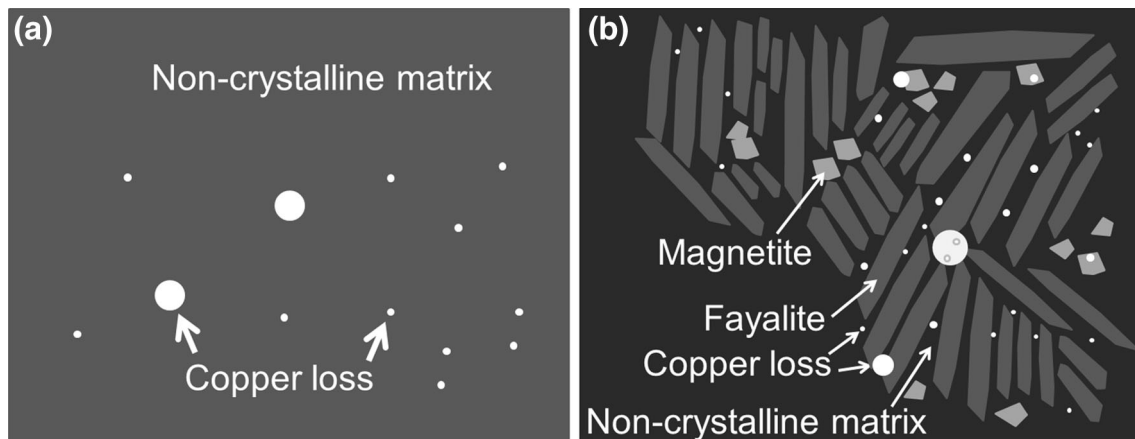 (a)
Non-crystalline matrix
Copper loss
(b)
Magnetite
Fayalite
Copper loss
Non-crystalline matrix